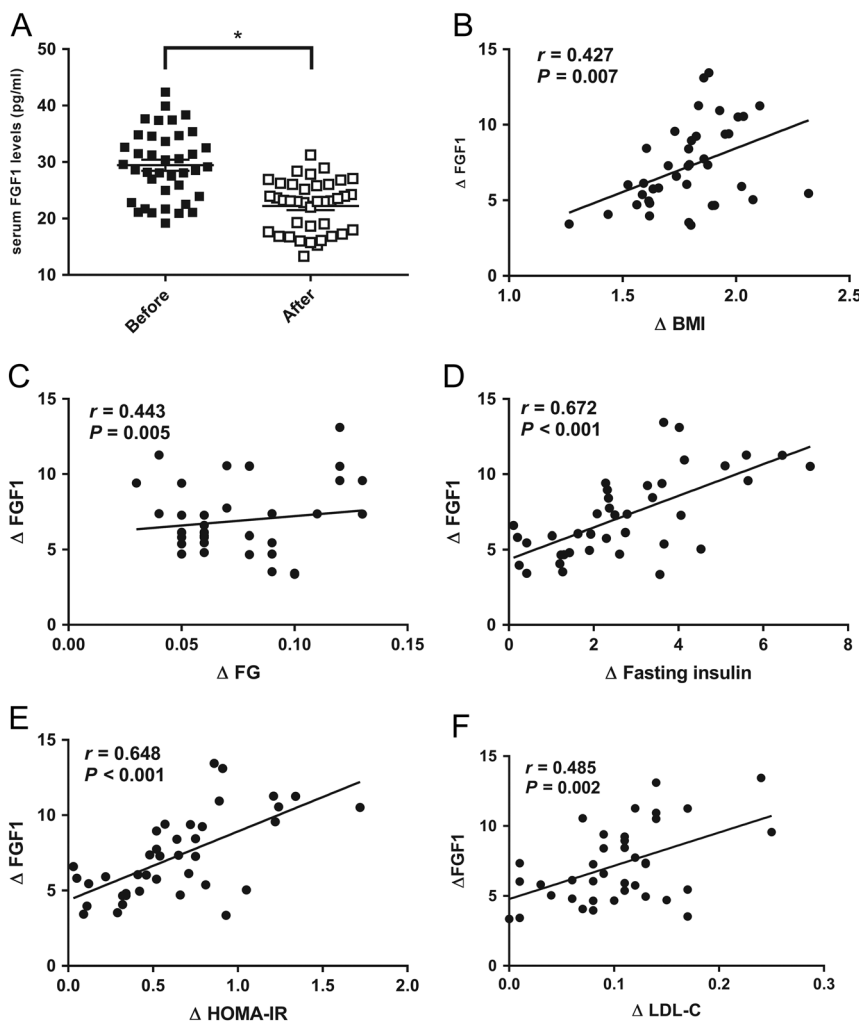 A
*
serum FGF1 levels (pg/ml)
50
40
30
20
10
Before
After
B
r = 0.427
P = 0.007
Δ FGF1
15
10
5
0
1.0
1.5
2.0
2.5
Δ BMI
C
r = 0.443
P = 0.005
Δ FGF1
15
10
5
0
0.00
0.05
0.10
0.15
Δ FG
D
r = 0.672
P < 0.001
Δ FGF1
15
10
5
0
0
2
4
6
8
Δ Fasting insulin
E
r = 0.648
P < 0.001
Δ FGF1
15
10
5
0
0.0
0.5
1.0
1.5
2.0
Δ HOMA-IR
F
r = 0.485
P = 0.002
ΔFGF1
15
10
5
0
0.0
0.1
0.2
0.3
Δ LDL-C